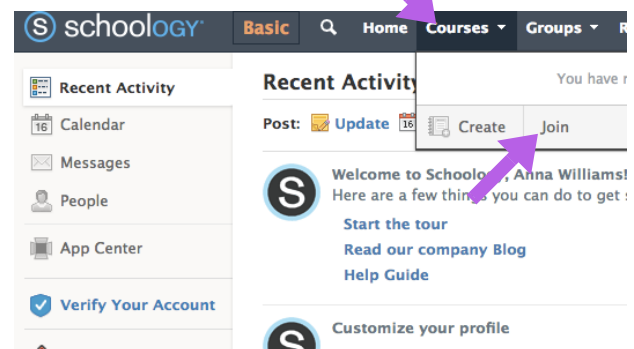 S schoology Basic Home Courses Groups R
Recent Activity
Calendar
Messages
People
App Center
Verify Your Account
Recent Activity
You have
Post: Update 16
Create Join
Welcome to Schoology, Anna Williams!
Here are a few things you can do to get
Start the tour
Read our company Blog
Help Guide
Customize your profile